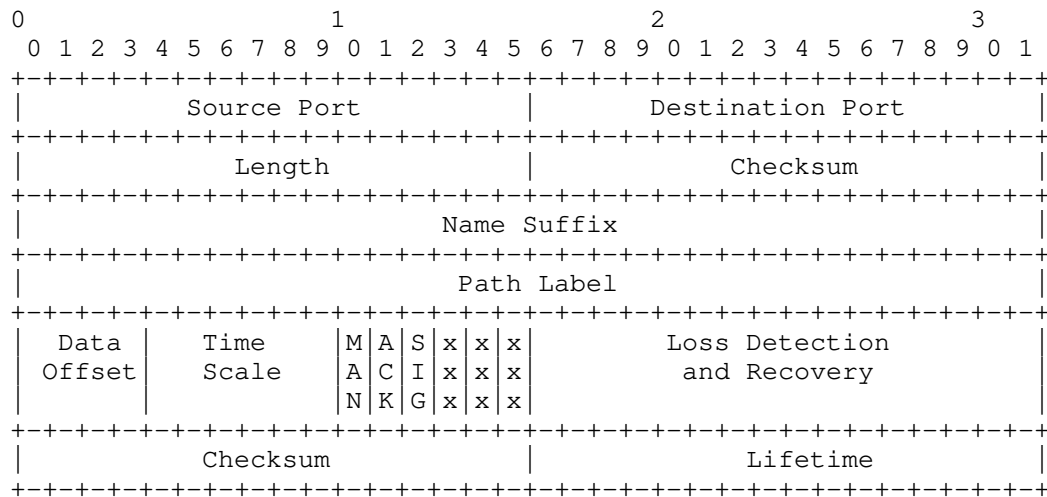 0                   1                   2                   3
 0 1 2 3 4 5 6 7 8 9 0 1 2 3 4 5 6 7 8 9 0 1 2 3 4 5 6 7 8 9 0 1
+-+-+-+-+-+-+-+-+-+-+-+-+-+-+-+-+-+-+-+-+-+-+-+-+-+-+-+-+-+-+-+-+
|          Source Port          |       Destination Port        |
+-+-+-+-+-+-+-+-+-+-+-+-+-+-+-+-+-+-+-+-+-+-+-+-+-+-+-+-+-+-+-+-+
|             Length            |            Checksum           |
+-+-+-+-+-+-+-+-+-+-+-+-+-+-+-+-+-+-+-+-+-+-+-+-+-+-+-+-+-+-+-+-+
|                          Name Suffix                          |
+-+-+-+-+-+-+-+-+-+-+-+-+-+-+-+-+-+-+-+-+-+-+-+-+-+-+-+-+-+-+-+-+
|                           Path Label                          |
+-+-+-+-+-+-+-+-+-+-+-+-+-+-+-+-+-+-+-+-+-+-+-+-+-+-+-+-+-+-+-+-+
|  Data |   Time    |M|A|S|x|x|x|        Loss Detection         |
| Offset|   Scale   |A|C|I|x|x|x|         and Recovery          |
|       |           |N|K|G|x|x|x|                               |
+-+-+-+-+-+-+-+-+-+-+-+-+-+-+-+-+-+-+-+-+-+-+-+-+-+-+-+-+-+-+-+-+
|           Checksum            |             Lifetime          |
+-+-+-+-+-+-+-+-+-+-+-+-+-+-+-+-+-+-+-+-+-+-+-+-+-+-+-+-+-+-+-+-+